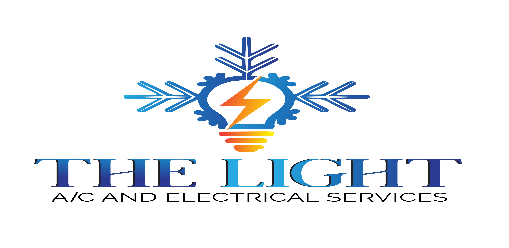 THE LIGHT
A/C AND ELECTRICAL SERVICES